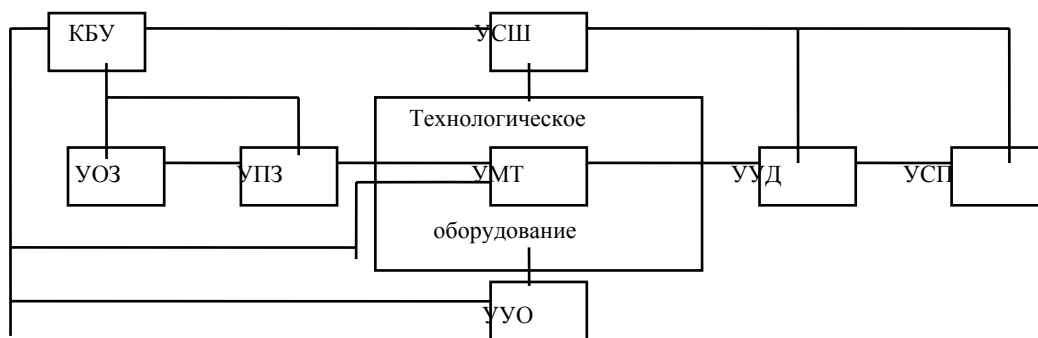 КБУ
УСШ
Технологическое
УОЗ
УПЗ
УМТ
УУД
УСП
оборудование
УУО